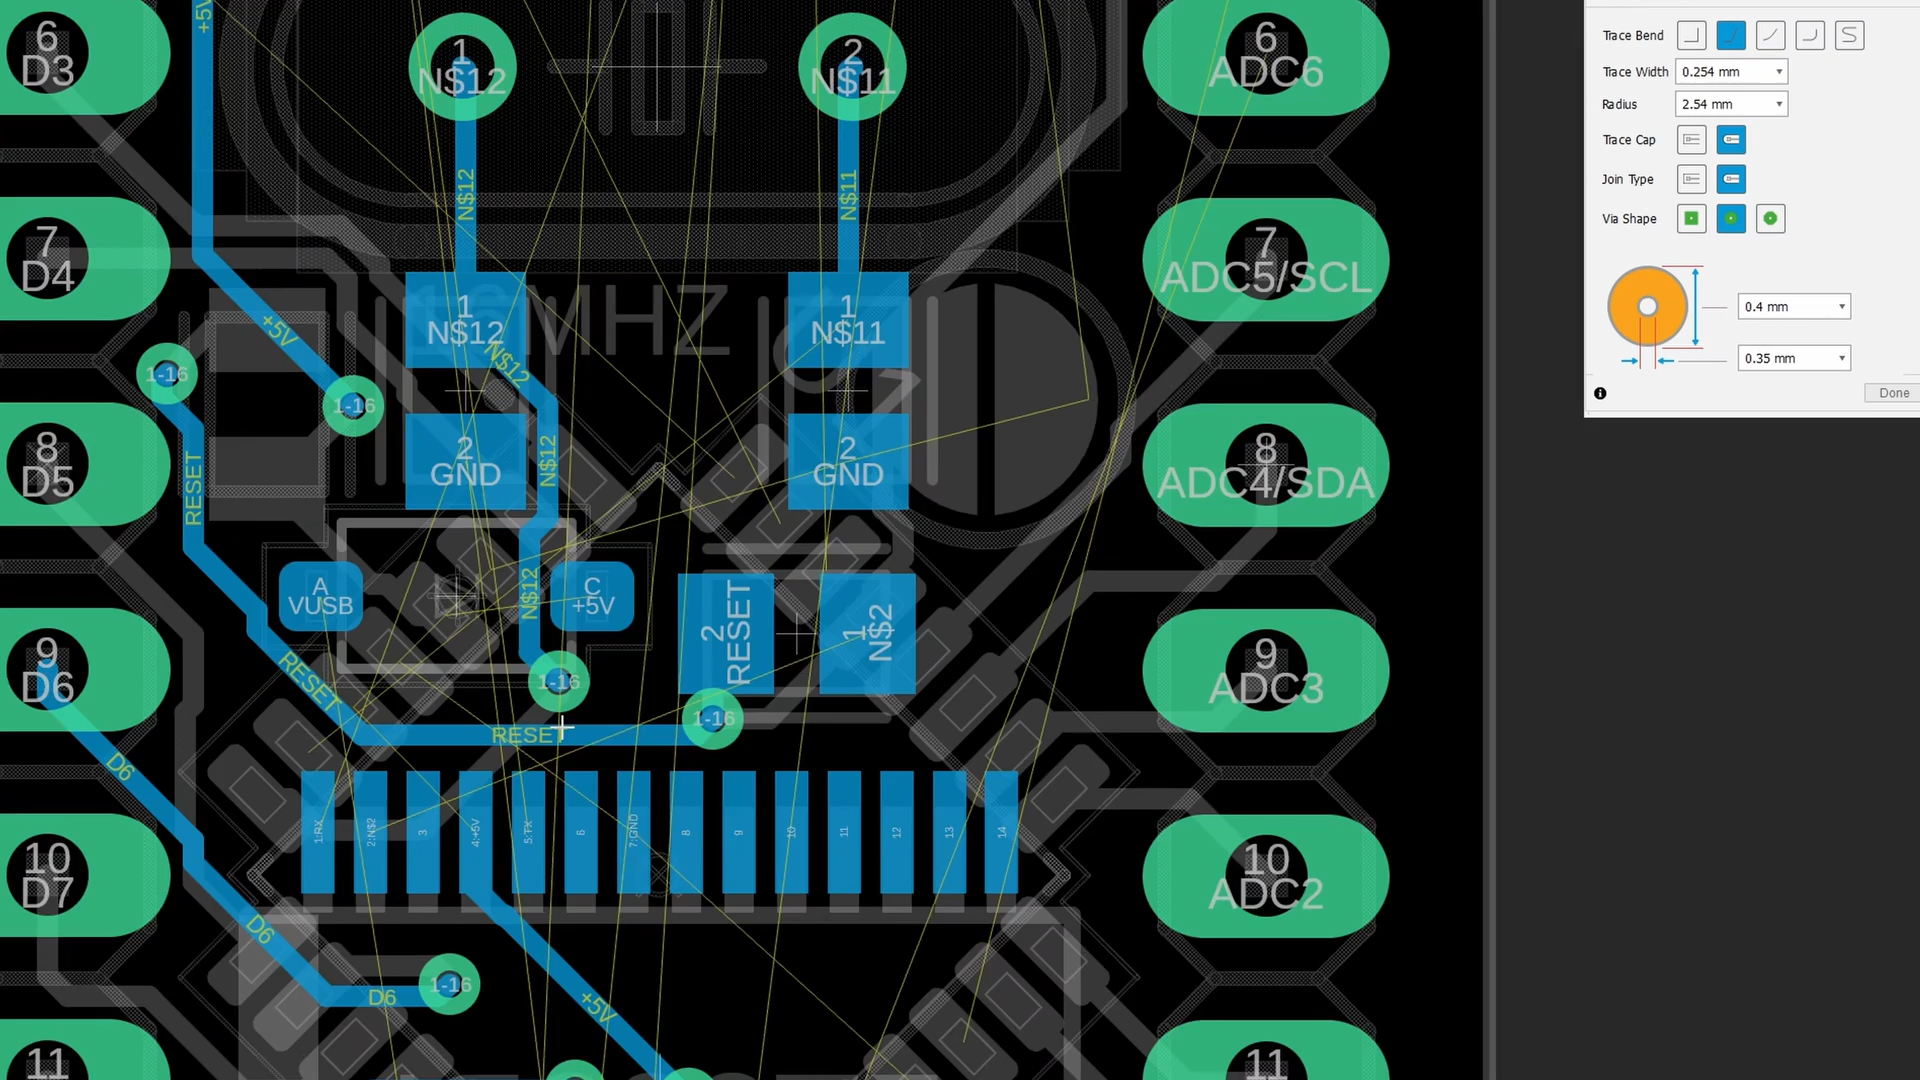 6
D3
+5V
1
N$12
2
N$11
6
ADC6
Trace Bend
Trace Width
0.254 mm
Radius
2.54 mm
Trace Cap
Join Type
Via Shape
0.4 mm
0.35 mm
Done
N$12
N$11
7
D4
7
ADC5/SCL
+5V
1
N$12
16MHZ
1
N$11
N$12
1-16
1-16
8
D5
RESET
2
GND
N$12
2
GND
8
ADC4/SDA
A
VUSB
N$12
C
+5V
2
RESET
1
N$2
9
D6
RESET
1-16
9
ADC3
RESET
1-16
D6
1:RX
2:N$2
3
4:+5V
5:TX
6
7:GND
8
9
10
11
12
13
14
10
D7
10
ADC2
D6
1-16
D6
+5V
11
11